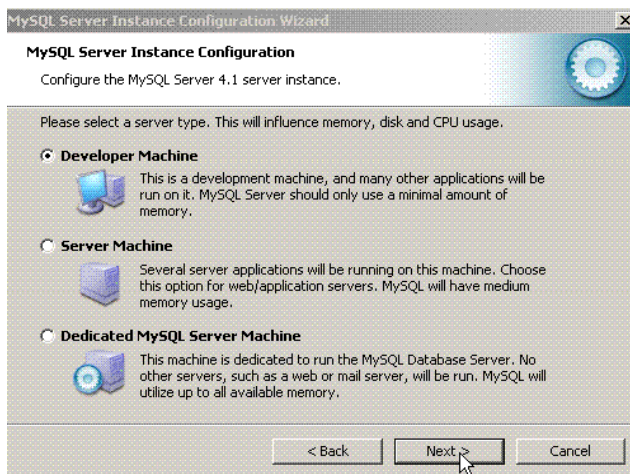 MySQL Server Instance Configuration Wizard
MySQL Server Instance Configuration
Configure the MySQL Server 4.1 server instance.
Please select a server type. This will influence memory, disk and CPU usage.
Developer Machine
This is a development machine, and many other applications will be
run on it. MySQL Server should only use a minimal amount of
memory.
Server Machine
Several server applications will be running on this machine. Choose
this option for web/application servers. MySQL will have medium
memory usage.
Dedicated MySQL Server Machine
This machine is dedicated to run the MySQL Database Server. No
other servers, such as a web or mail server, will be run. MySQL will
utilize up to all available memory.
< Back
Next >
Cancel